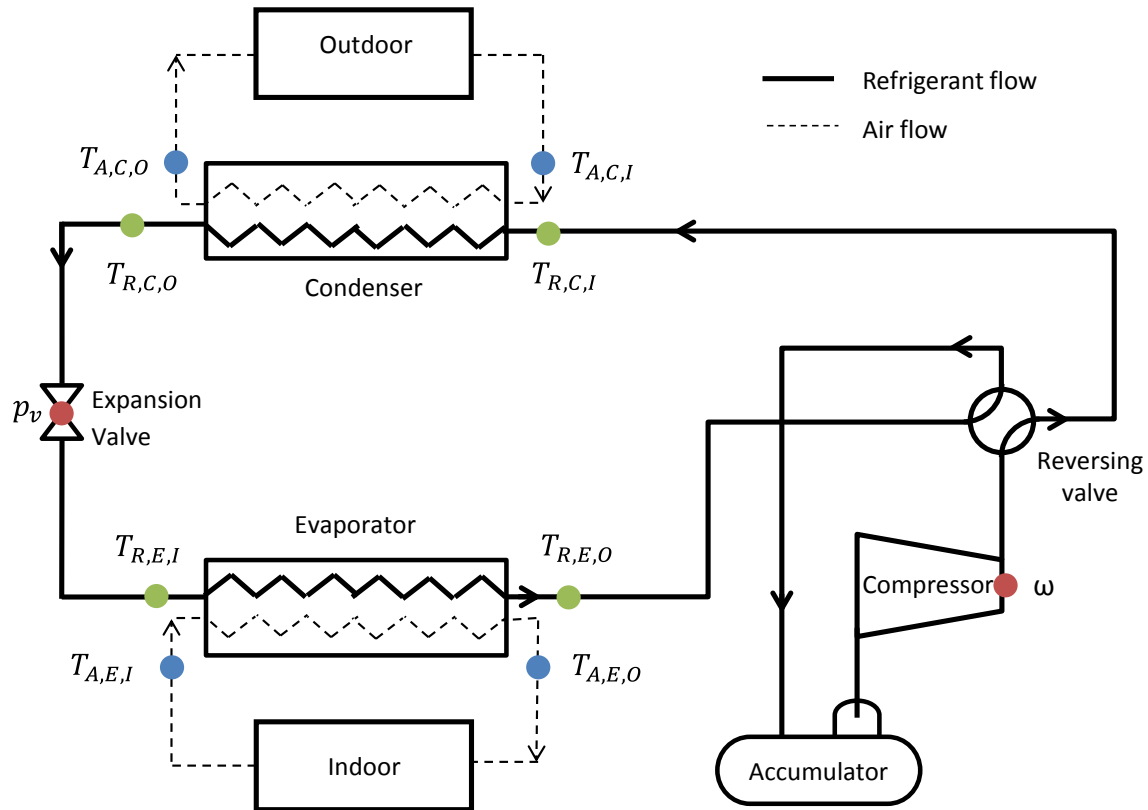 Outdoor
Refrigerant flow
Air flow
T_{A,C,O}
T_{A,C,I}
T_{R,C,O}
Condenser
T_{R,C,I}
p_v
Expansion
Valve
Reversing
valve
Evaporator
T_{R,E,I}
T_{R,E,O}
Compressor
ω
T_{A,E,I}
T_{A,E,O}
Indoor
Accumulator